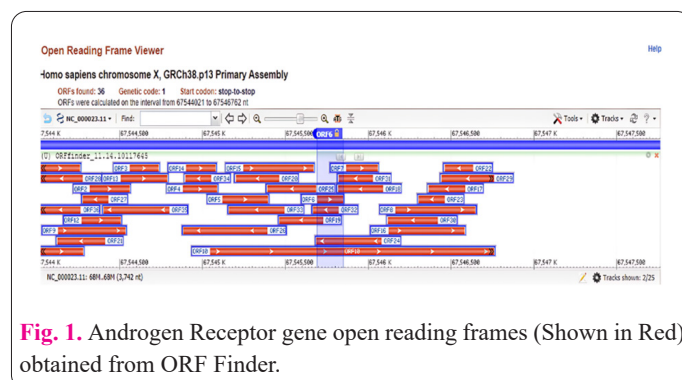 Open Reading Frame Viewer
Help
Homo sapiens chromosome X, GRCh38.p13 Primary Assembly
ORFs found: 36 Genetic code: 1 Start codon: stop-to-stop
ORFs were calculated on the interval from 67544021 to 67546762 nt
NC_000023.11 Find: Tools Tracks ?
7,544 K 67,544,500 67,545 K 67,545,500 ORF6 67,546 K 67,546,500 67,547 K 67,547,500
(U) ORFfinder_11.14.10117645
ORF3 ORF14 ORF15 ORF7 ORF22
ORF28 ORF13 ORF34 ORF20 ORF31 ORF29
ORF2 ORF4 ORF25 ORF18 ORF17
ORF27 ORF5 ORF6 ORF23
ORF36 ORF35 ORF33 ORF32 ORF8
ORF12 ORF19 ORF30
ORF9 ORF26 ORF16
ORF21 ORF24
ORF10 ORF10
7,544 K 67,544,500 67,545 K 67,545,500 67,546 K 67,546,500 67,547 K 67,547,500
NC_000023.11: 68M..68M (3,742 nt) Tracks shown: 2/25
Fig. 1. Androgen Receptor gene open reading frames (Shown in Red)
obtained from ORF Finder.